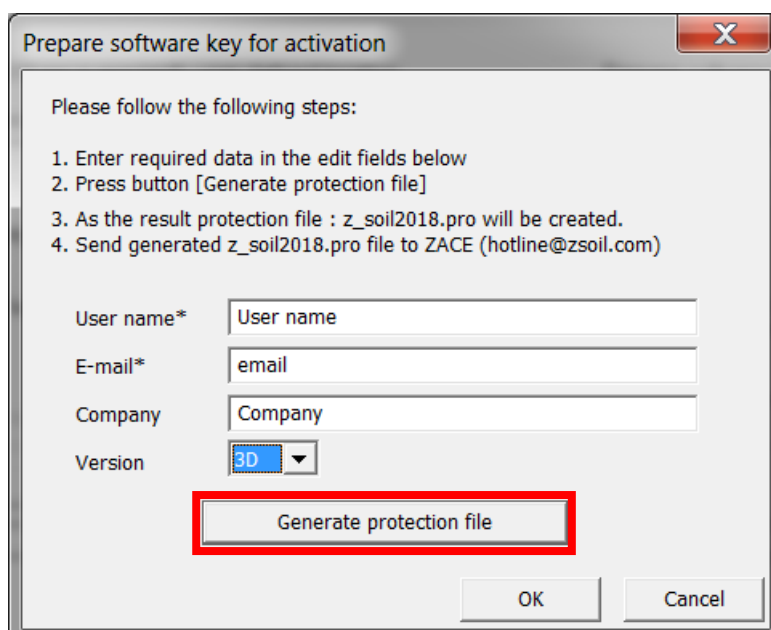 Prepare software key for activation
X
Please follow the following steps:
1. Enter required data in the edit fields below
2. Press button [Generate protection file]
3. As the result protection file : z_soil2018.pro will be created.
4. Send generated z_soil2018.pro file to ZACE (hotline@zsoil.com)
User name* User name
E-mail* email
Company Company
Version 3D
Generate protection file
OK Cancel